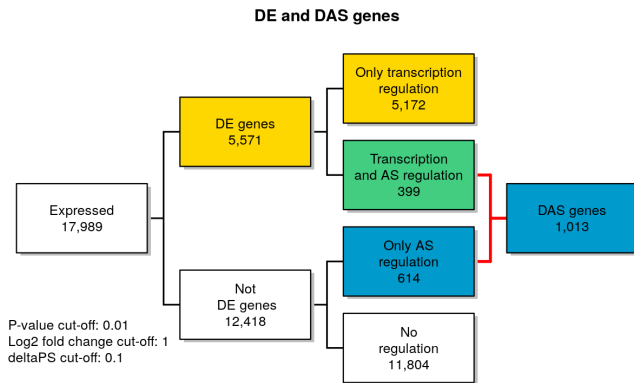 DE and DAS genes
Only transcription
regulation
5,172
DE genes
5,571
Transcription
and AS regulation
399
Expressed
17,989
DAS genes
1,013
Only AS
regulation
614
Not
DE genes
12,418
No
regulation
11,804
P-value cut-off: 0.01
Log2 fold change cut-off: 1
deltaPS cut-off: 0.1